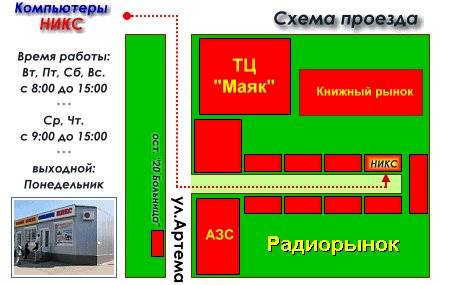 Компьютеры
НИКС
Время работы:
Вт, Пт, Сб, Вс.
с 8:00 до 15:00
---
Ср, Чт.
с 9:00 до 15:00
---
выходной:
Понедельник
НИКС
Схема проезда
ТЦ
"Маяк"
Книжный рынок
ост. "20 Больница"
НИКС
ул.Артема
АЗС
Радиорынок